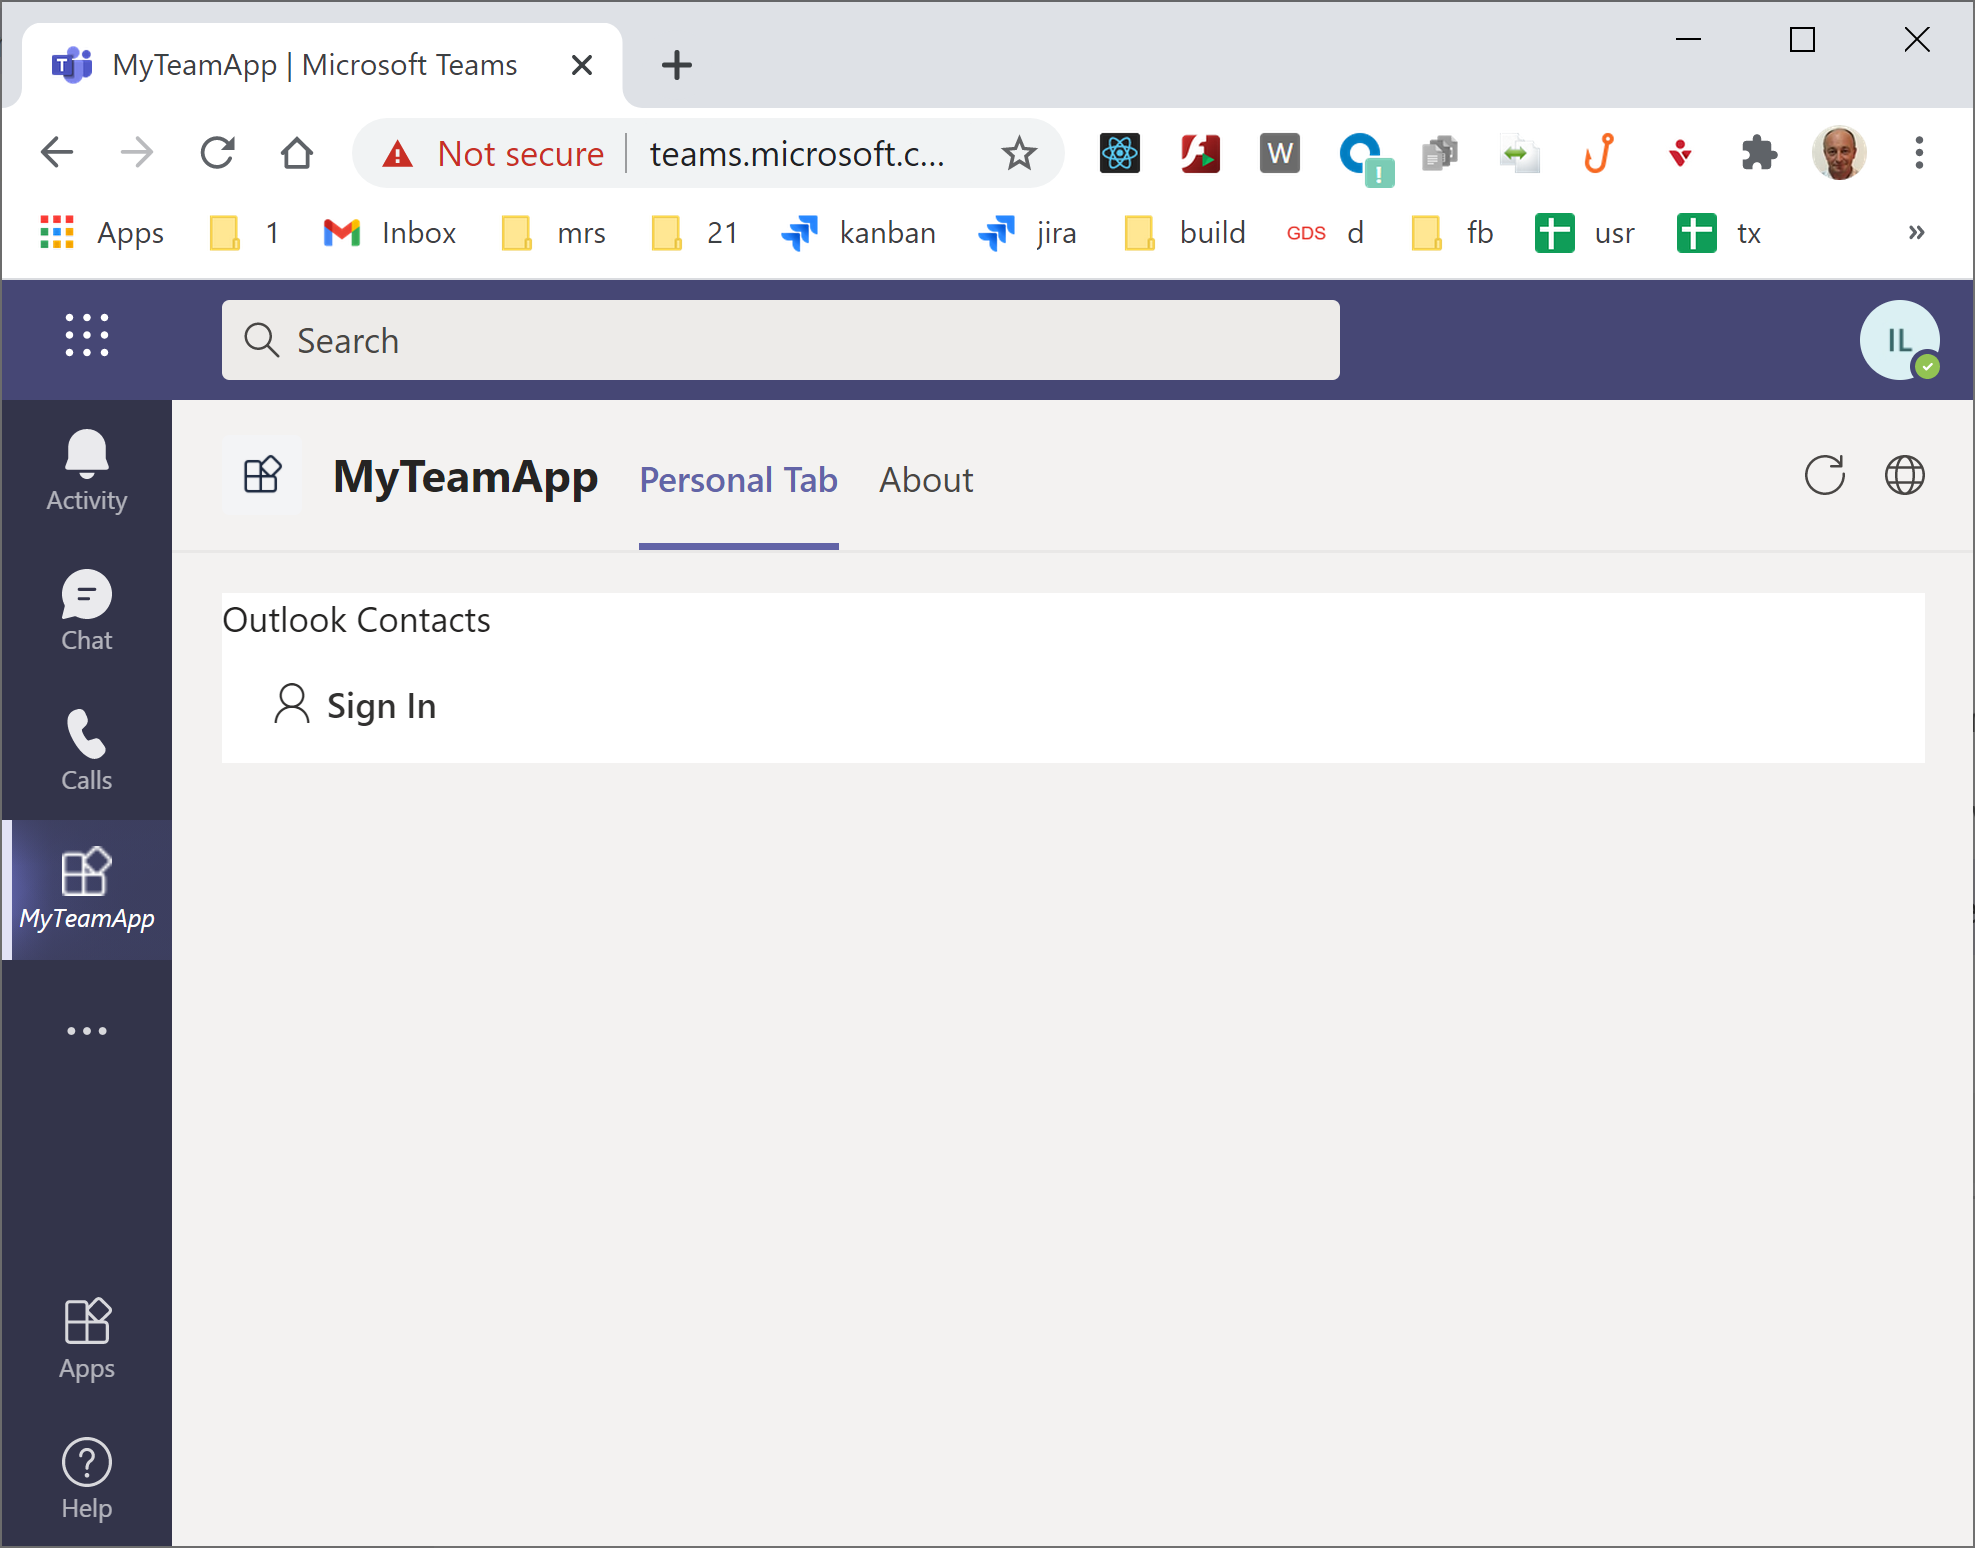 MyTeamApp | Microsoft Teams
Not secure teams.microsoft.c...
W
Apps 1 Inbox mrs 21 kanban jira build GDS d fb usr tx »
Search
IL
Activity
Chat
Calls
MyTeamApp
Apps
Help
MyTeamApp Personal Tab About
Outlook Contacts
Sign In